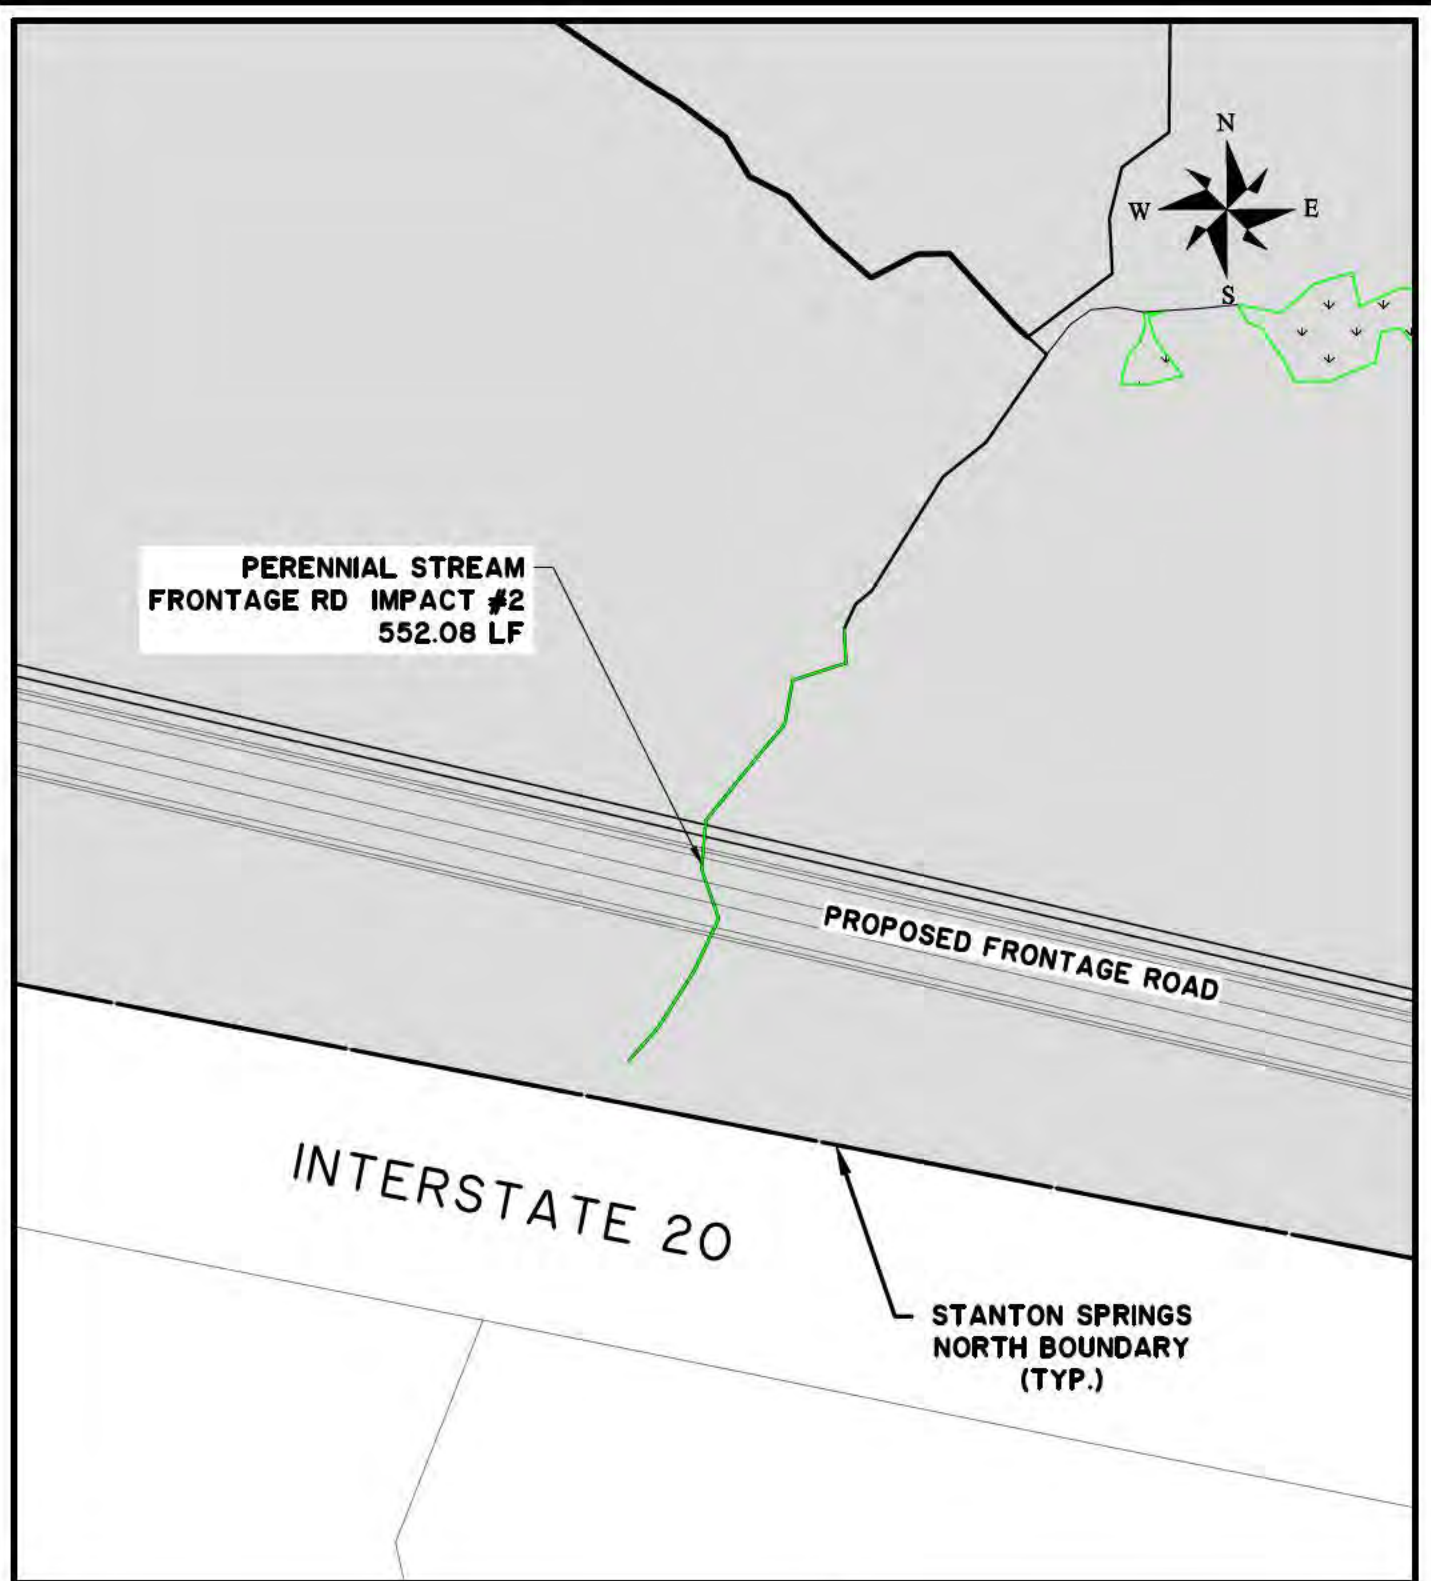 N
W E
S
PERENNIAL STREAM
FRONTAGE RD IMPACT #2
552.08 LF
PROPOSED FRONTAGE ROAD
INTERSTATE 20
STANTON SPRINGS
NORTH BOUNDARY
(TYP.)